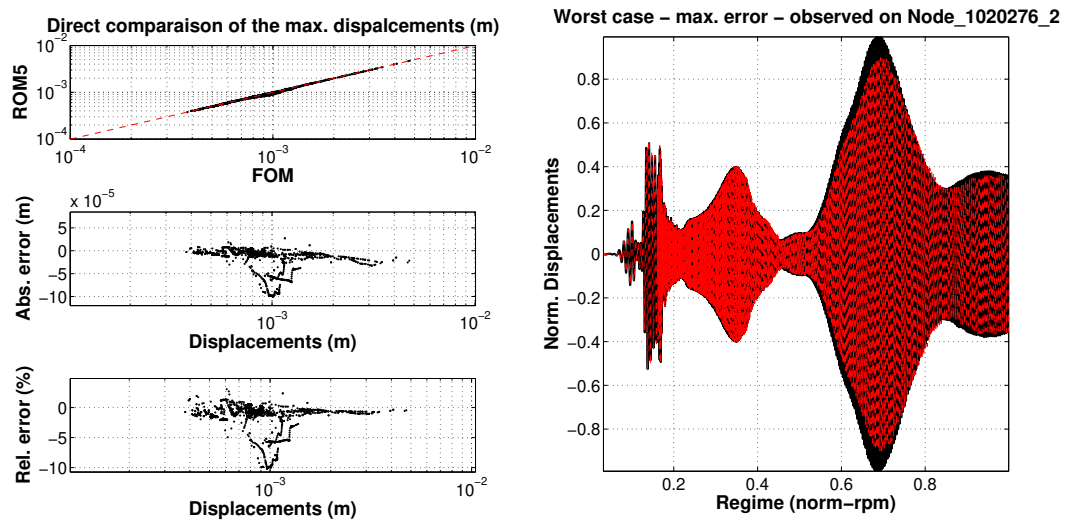 Direct comparaison of the max. dispalcements (m)
ROM5
10−2
10−3
10−4
10−4
10−3
10−2
FOM
x 10−5
Abs. error (m)
5
0
−5
−10
10−3
10−2
Displacements (m)
Rel. error (%)
0
−5
−10
10−3
10−2
Displacements (m)
Worst case − max. error − observed on Node_1020276_2
Norm. Displacements
0.8
0.6
0.4
0.2
0
−0.2
−0.4
−0.6
−0.8
0.2
0.4
0.6
0.8
Regime (norm−rpm)